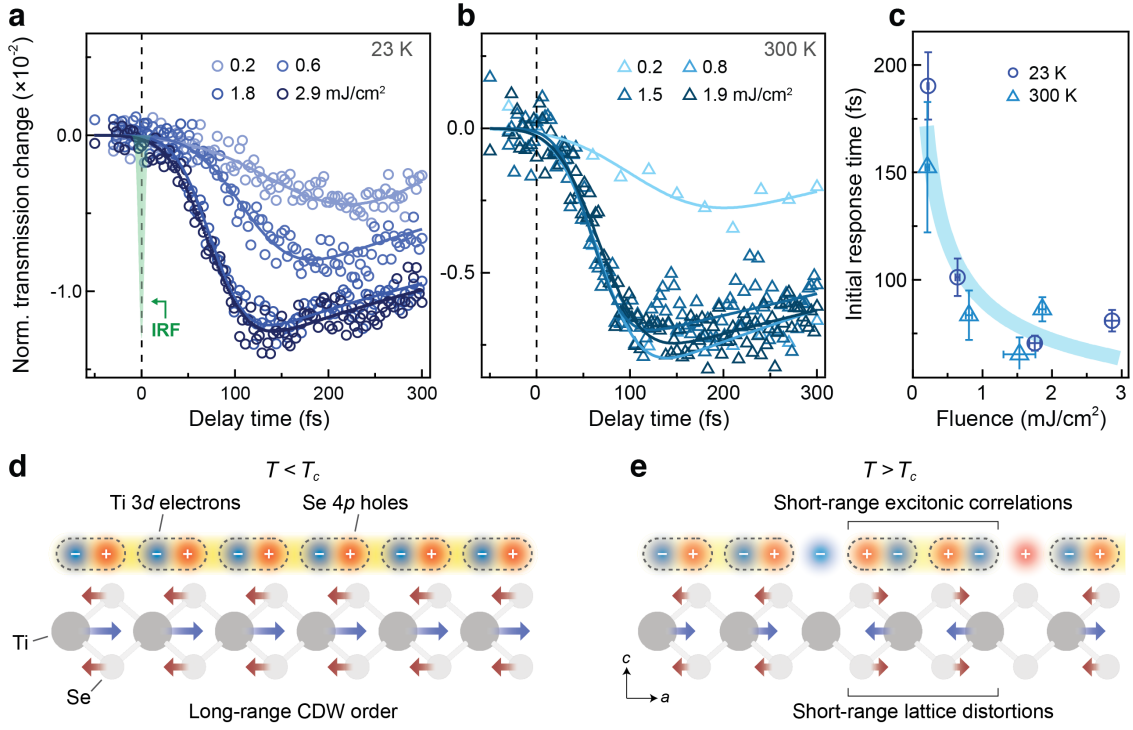 a
Norm. transmission change (×10⁻²)
23 K
0.2
0.6
1.8
2.9 mJ/cm²
0.0
-1.0
IRF
0
100
200
300
Delay time (fs)
b
300 K
0.2
0.8
1.5
1.9 mJ/cm²
0.0
-0.5
0
100
200
300
Delay time (fs)
c
Initial response time (fs)
200
150
100
23 K
300 K
0
1
2
3
Fluence (mJ/cm²)
d
T < Tc
Ti 3d electrons
Se 4p holes
− + − + − + − + − + − +
Ti
Se
Long-range CDW order
e
T > Tc
Short-range excitonic correlations
− + − + − + − + − + − +
c
a
Short-range lattice distortions